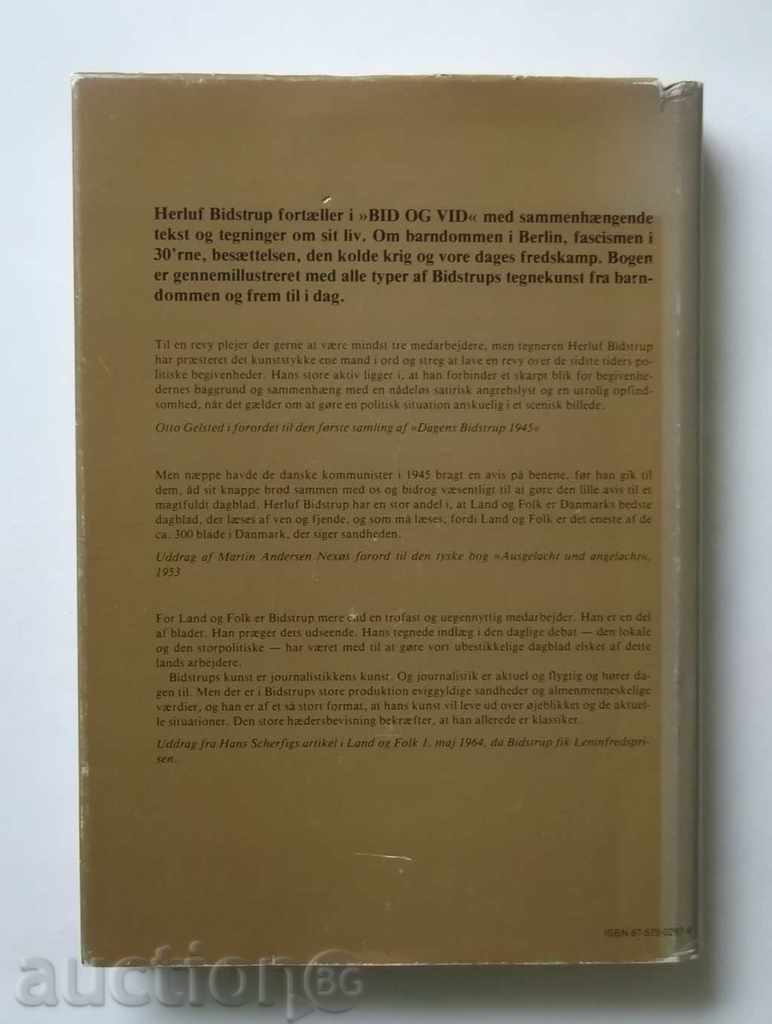 Herluf Bidstrup fortæller i »BID OG VID« med sammenhængende
tekst og tegninger om sit liv. Om barndommen i Berlin, fascismen i
30'rne, besættelsen, den kolde krig og vore dages fredskamp. Bogen
er gennemillustreret med alle typer af Bidstrups tegnekunst fra barn-
dommen og frem til i dag.
Til en revy plejer der gerne at være mindst tre medarbejdere, men tegneren Herluf Bidstrup
har præsteret det kunststykke ene mand i ord og streg at lave en revy over de sidste tiders po-
litiske begivenheder. Hans store aktiv ligger i, at han forbinder et skarpt blik for begivenhe-
dernes baggrund og sammenhæng med en nådeløs satirisk angrebslyst og en utrolig opfind-
somhed, når det gælder om at gøre en politisk situation anskuelig i et scenisk billede.
Otto Gelsted i forordet til den første samling af »Dagens Bidstrup 1945«
Men næppe havde de danske kommunister i 1945 bragt en avis på benene, før han gik til
dem, åd sit knappe brød sammen med os og bidrog væsentligt til at gøre den lille avis til et
magtfuldt dagblad. Herluf Bidstrup har en stor andel i, at Land og Folk er Danmarks bedste
dagblad, der læses af ven og fjende, og som må læses, fordi Land og Folk er det eneste af de
ca. 300 blade i Danmark, der siger sandheden.
Uddrag af Martin Andersen Nexøs forord til den tyske bog »Ausgelacht und angelacht«,
1953
For Land og Folk er Bidstrup mere end en trofast og uegennyttig medarbejder. Han er en del
af bladet. Han præger dets udseende. Hans tegnede indlæg i den daglige debat — den lokale
og den storpolitiske — har været med til at gøre vort ubestikkelige dagblad elsket af dette
lands arbejdere.
Bidstrups kunst er journalistikkens kunst. Og journalistik er aktuel og flygtig og hører da-
gen til. Men der er i Bidstrups store produktion eviggyldige sandheder og almenmenneskelige
værdier, og han er af et så stort format, at hans kunst vil leve ud over øjeblikket og de aktuel-
le situationer. Den store hædersbevisning bekræfter, at han allerede er klassiker.
Uddrag fra Hans Scherfigs artikel i Land og Folk 1. maj 1964, da Bidstrup fik Leninfredspri-
sen.
ISBN
auction BG